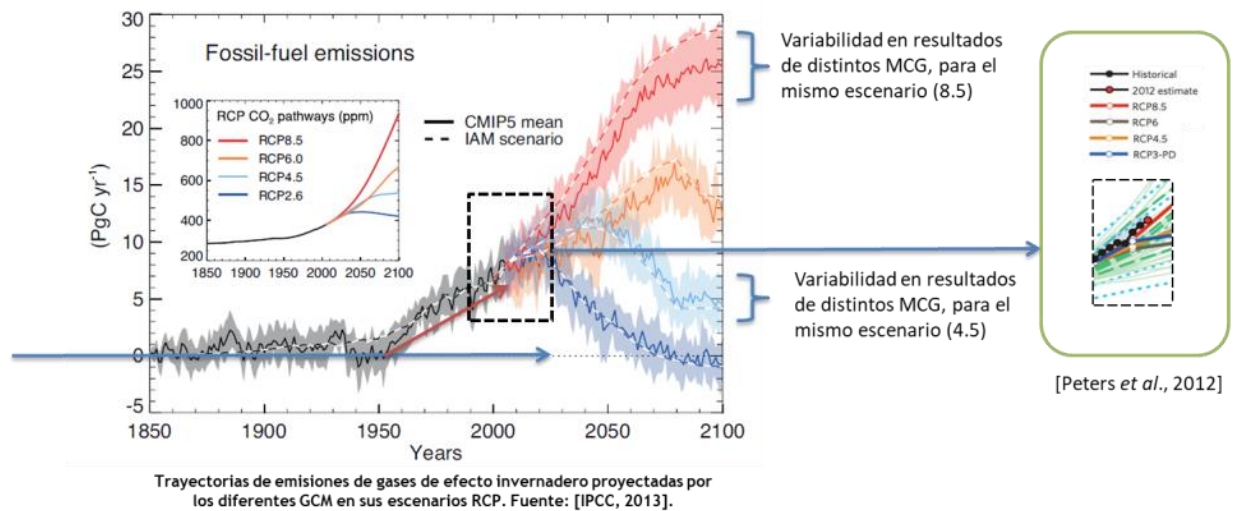 Fossil-fuel emissions
(PgC yr⁻¹)
30
25
20
15
10
5
0
-5
1850
1900
1950
2000
2050
2100
Years
RCP CO₂ pathways (ppm)
1000
800
600
400
200
RCP8.5
RCP6.0
RCP4.5
RCP2.6
1850
1900
1950
2000
2050
2100
CMIP5 mean
IAM scenario
Variabilidad en resultados
de distintos MCG, para el
mismo escenario (8.5)
Variabilidad en resultados
de distintos MCG, para el
mismo escenario (4.5)
Historical
2012 estimate
RCP8.5
RCP6
RCP4.5
RCP3-PD
[Peters et al., 2012]
Trayectorias de emisiones de gases de efecto invernadero proyectadas por
los diferentes GCM en sus escenarios RCP. Fuente: [IPCC, 2013].